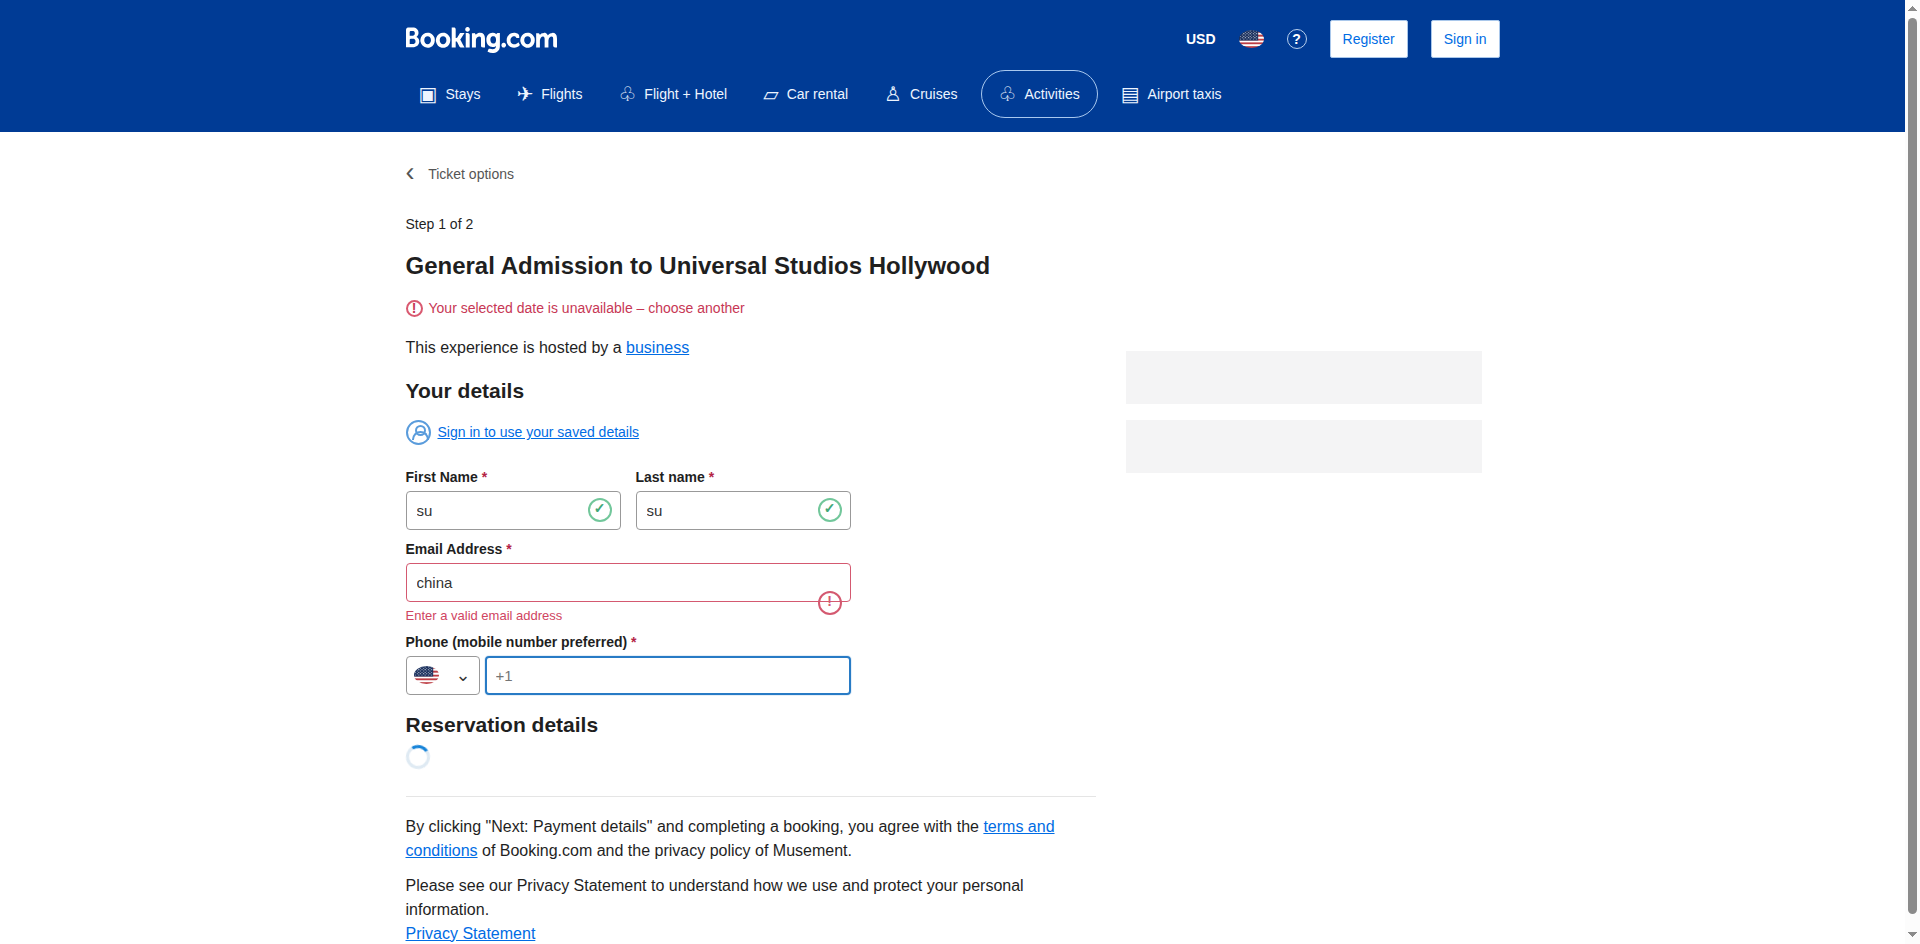 Booking.com
USD
?
Register
Sign in
Stays
Flights
Flight + Hotel
Car rental
Cruises
Activities
Airport taxis
Ticket options
Step 1 of 2
General Admission to Universal Studios Hollywood
Your selected date is unavailable – choose another
This experience is hosted by a business
Your details
Sign in to use your saved details
First Name *
Last name *
su
su
Email Address *
china
Enter a valid email address
Phone (mobile number preferred) *
+1
Reservation details
By clicking "Next: Payment details" and completing a booking, you agree with the terms and
conditions of Booking.com and the privacy policy of Musement.
Please see our Privacy Statement to understand how we use and protect your personal
information.
Privacy Statement